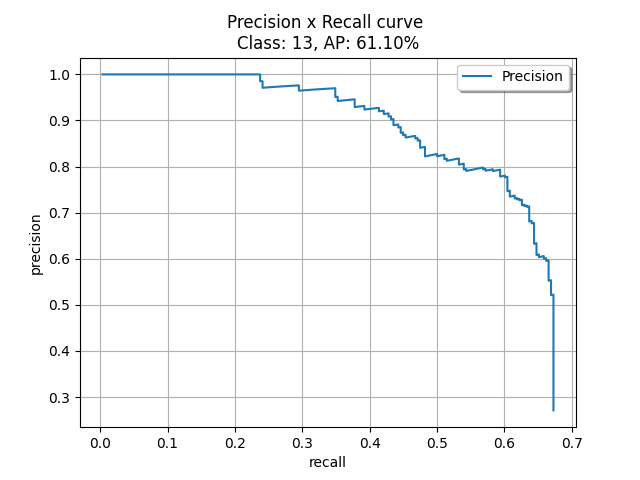 Precision x Recall curve
Class: 13, AP: 61.10%
Precision
1.0
0.9
0.8
0.7
0.6
0.5
0.4
0.3
precision
0.0 0.1 0.2 0.3 0.4 0.5 0.6 0.7
recall